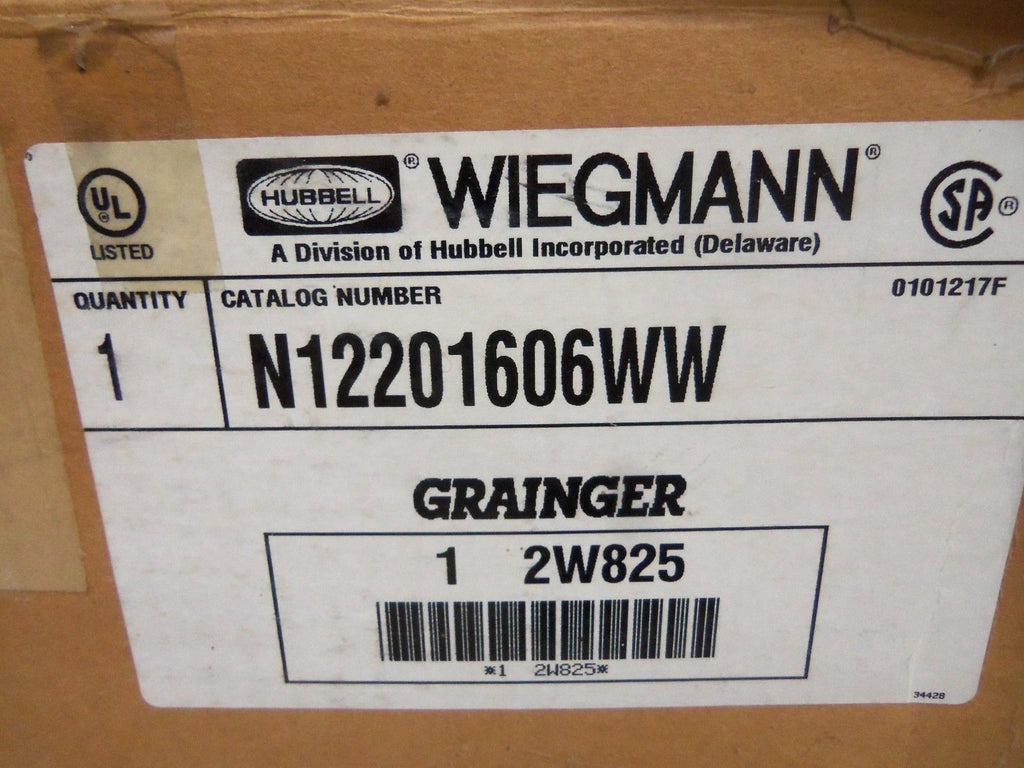 UL
®
LISTED
HUBBELL ® WIEGMANN®
A Division of Hubbell Incorporated (Delaware)
SA ®
QUANTITY
1
CATALOG NUMBER
0101217F
N12201606WW
GRAINGER
1 2W825
*1 2W825*
34428